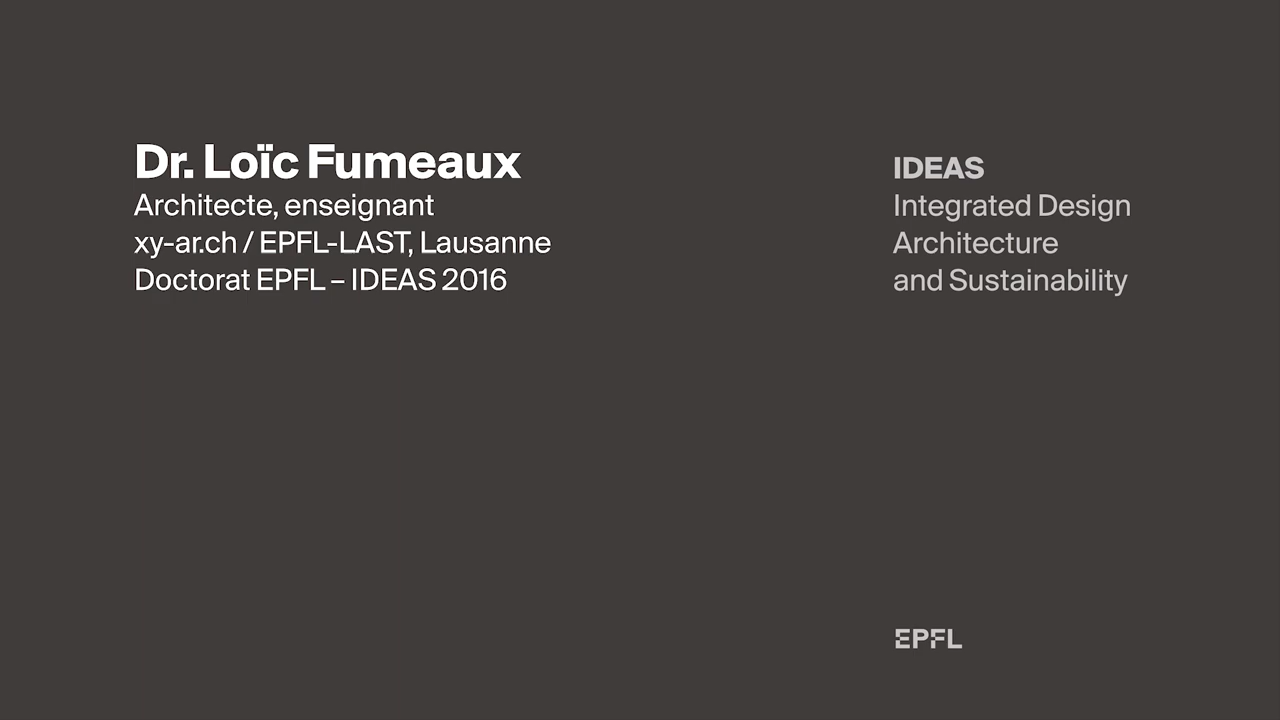 Dr. Loïc Fumeaux
Architecte, enseignant
xy-ar.ch / EPFL-LAST, Lausanne
Doctorat EPFL – IDEAS 2016
IDEAS
Integrated Design
Architecture
and Sustainability
EPFL